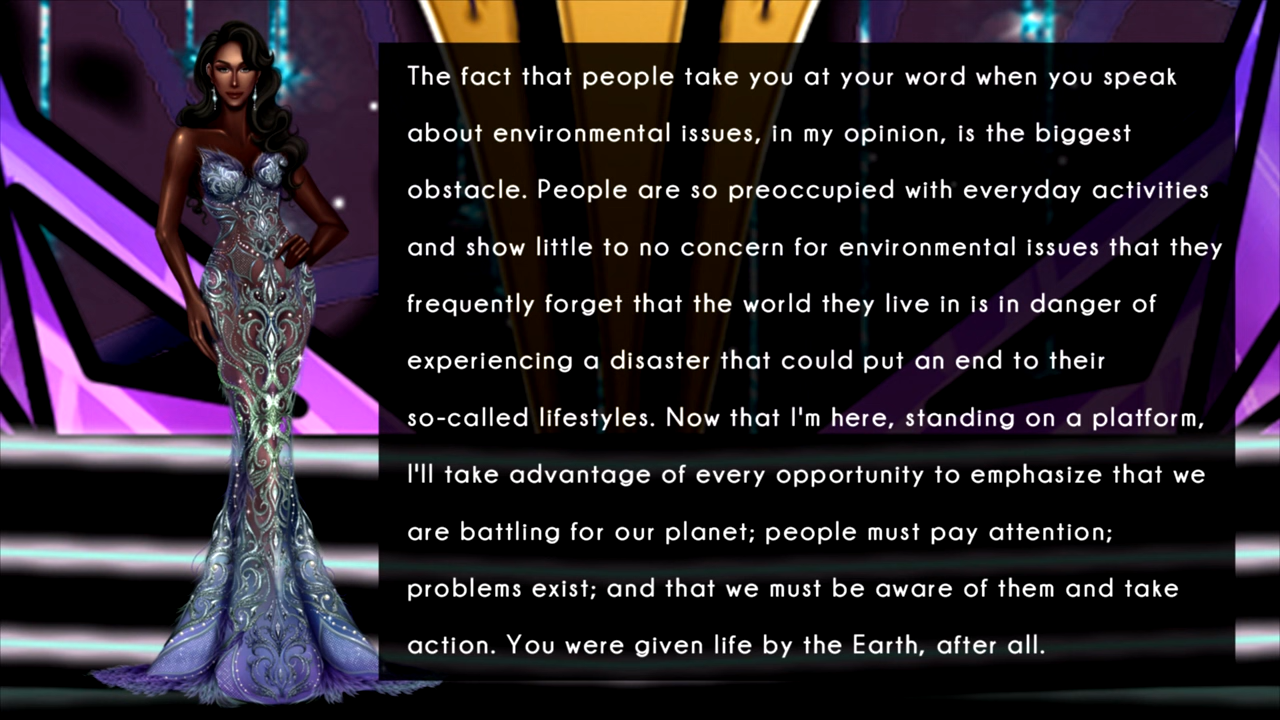 The fact that people take you at your word when you speak
about environmental issues, in my opinion, is the biggest
obstacle. People are so preoccupied with everyday activities
and show little to no concern for environmental issues that they
frequently forget that the world they live in is in danger of
experiencing a disaster that could put an end to their
so-called lifestyles. Now that I'm here, standing on a platform,
I'll take advantage of every opportunity to emphasize that we
are battling for our planet; people must pay attention;
problems exist; and that we must be aware of them and take
action. You were given life by the Earth, after all.